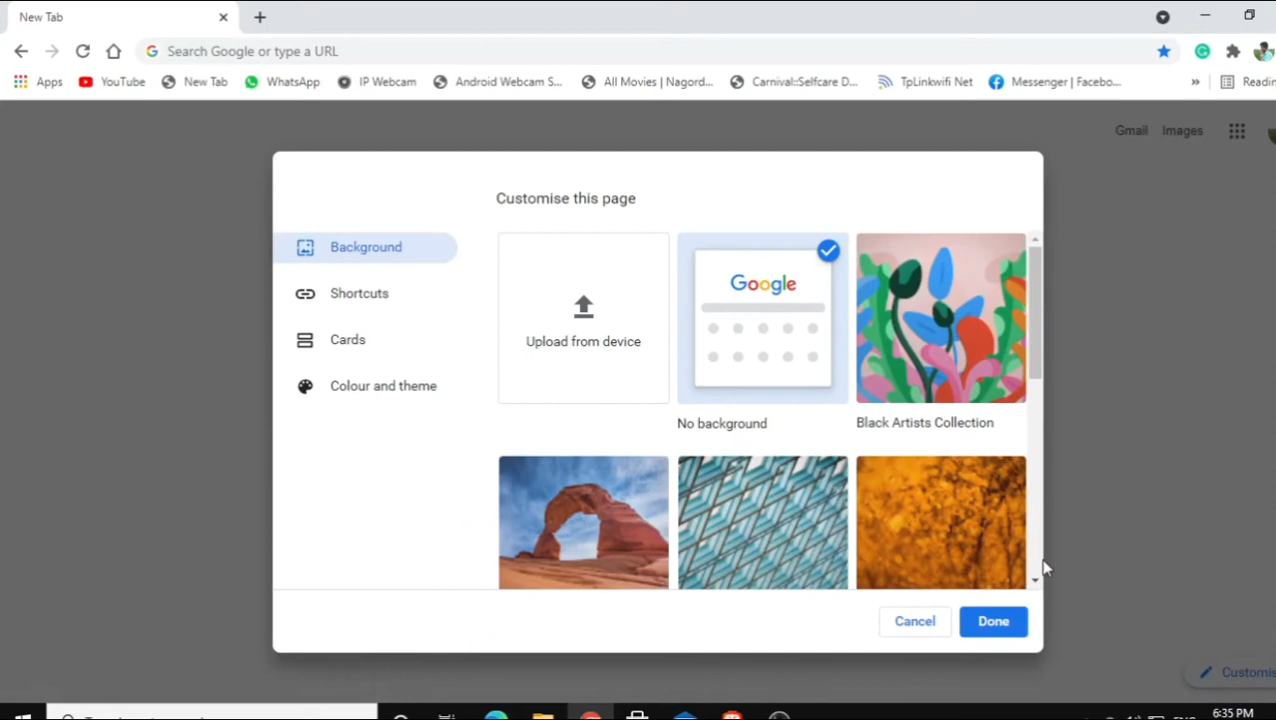 New Tab
Search Google or type a URL
Apps YouTube New Tab WhatsApp IP Webcam Android Webcam S... All Movies | Nagord... Carnival::Selfcare D... TpLinkwifi Net Messenger | Facebo... »
Gmail Images
Customise this page
Background
Shortcuts
Cards
Colour and theme
Upload from device
Google
No background
Black Artists Collection
Cancel Done
6:35 PM